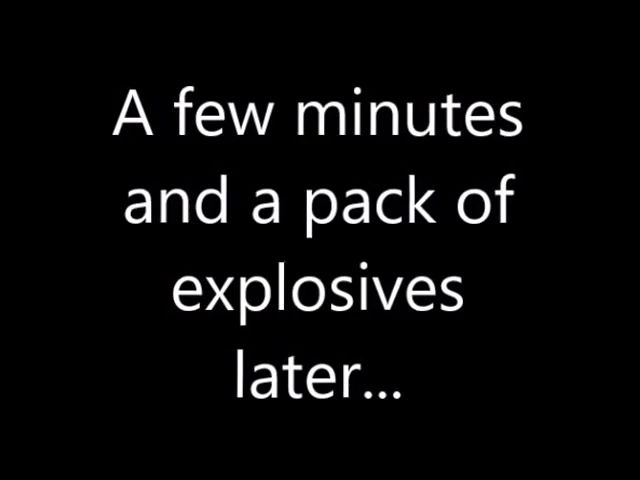 A few minutes
and a pack of
explosives
later...